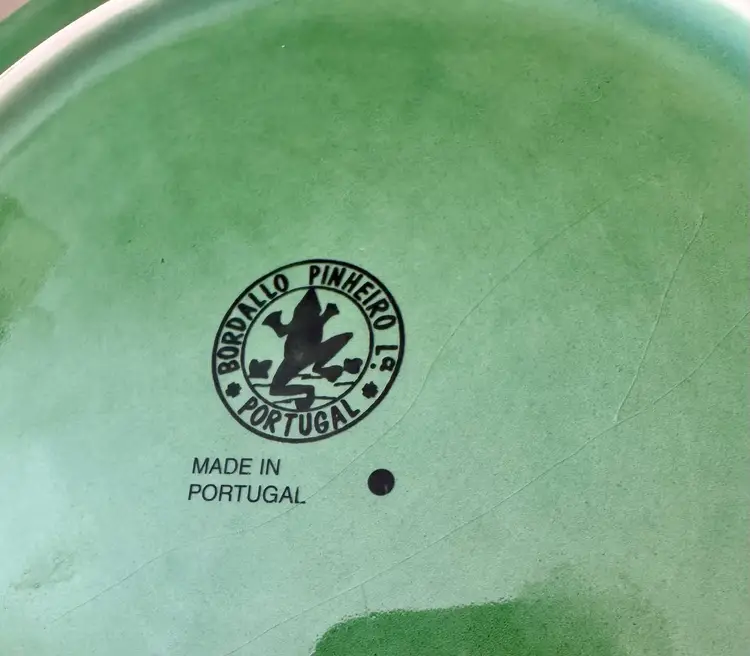 BORDALLO PINHEIRO Lª.
PORTUGAL
MADE IN
PORTUGAL